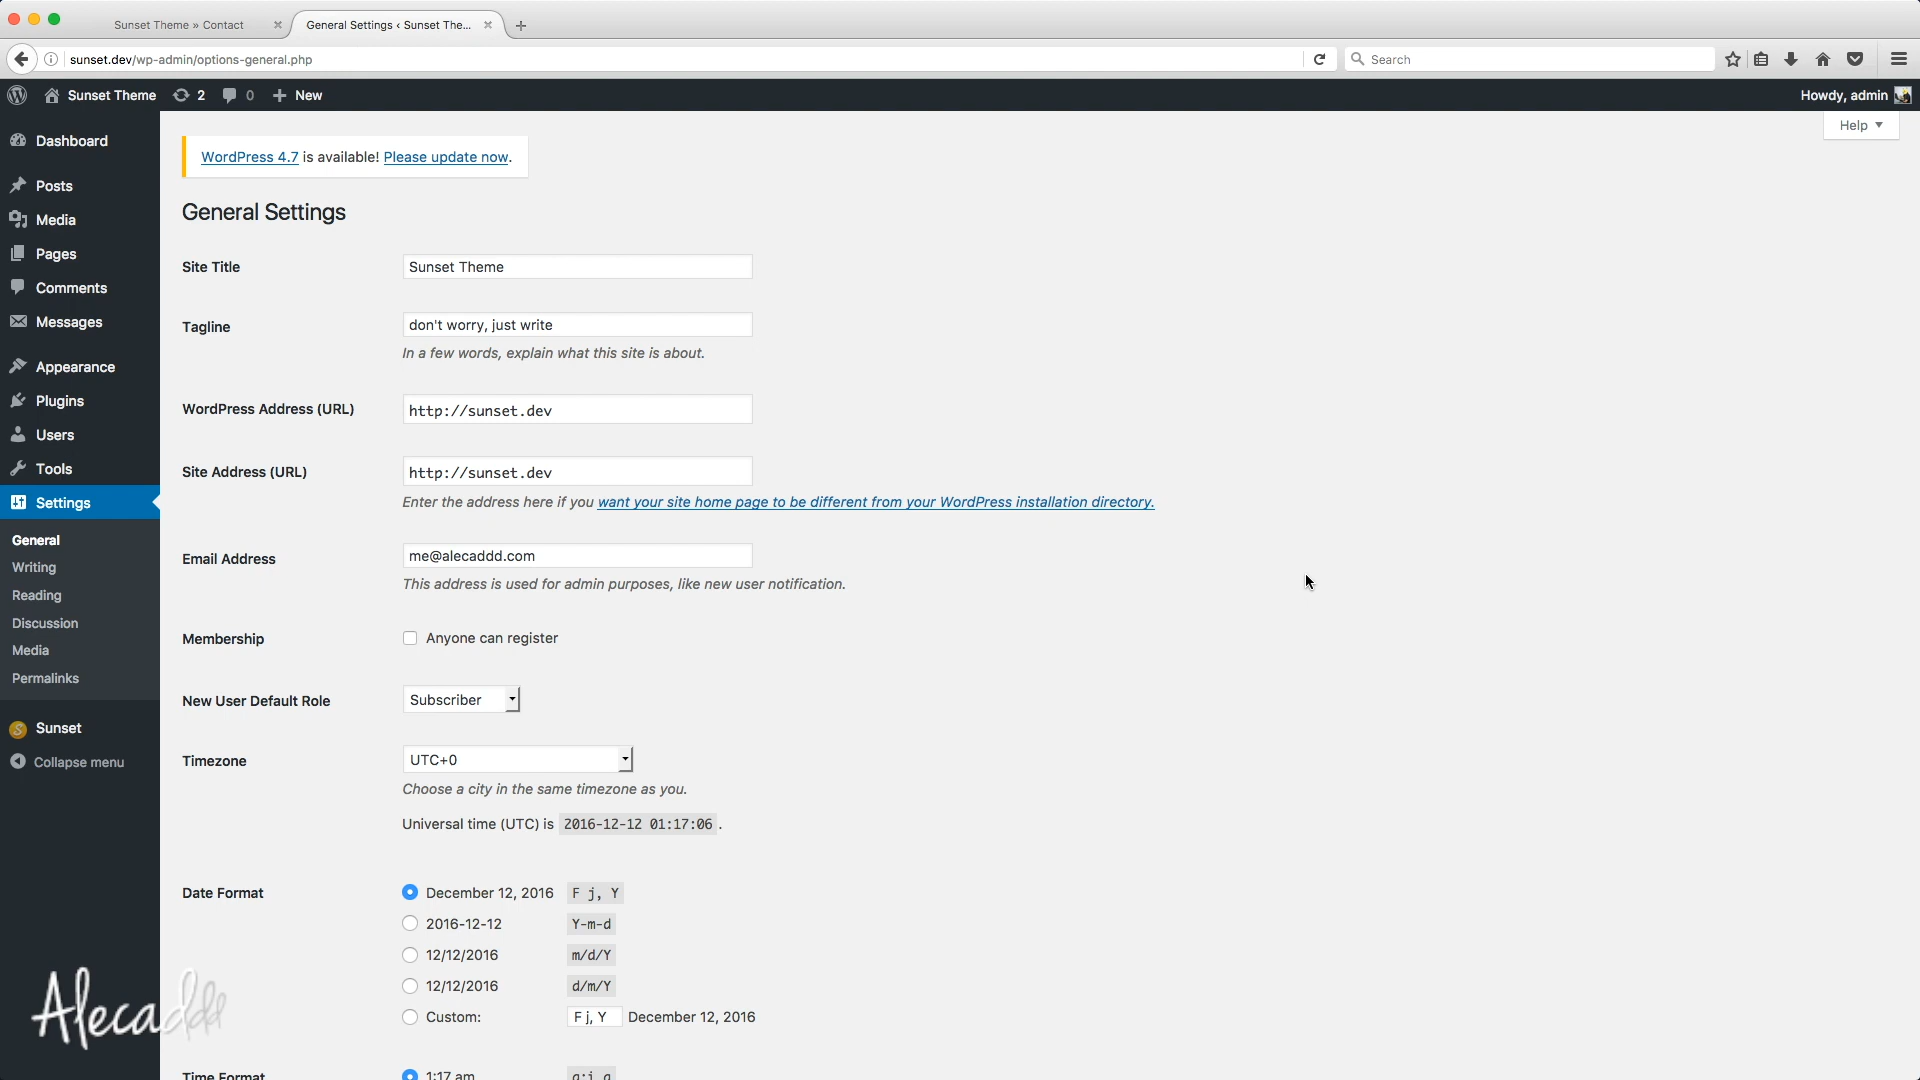 Sunset Theme » Contact
General Settings ‹ Sunset The...
sunset.dev/wp-admin/options-general.php
Search
Sunset Theme 2 0 New
Howdy, admin
Help
Dashboard
Posts
Media
Pages
Comments
Messages
Appearance
Plugins
Users
Tools
Settings
General
Writing
Reading
Discussion
Media
Permalinks
Sunset
Collapse menu
WordPress 4.7 is available! Please update now.
General Settings
Site Title Sunset Theme
Tagline don't worry, just write
In a few words, explain what this site is about.
WordPress Address (URL) http://sunset.dev
Site Address (URL) http://sunset.dev
Enter the address here if you want your site home page to be different from your WordPress installation directory.
Email Address me@alecaddd.com
This address is used for admin purposes, like new user notification.
Membership Anyone can register
New User Default Role Subscriber
Timezone UTC+0
Choose a city in the same timezone as you.
Universal time (UTC) is 2016-12-12 01:17:06 .
Date Format December 12, 2016 F j, Y
2016-12-12 Y-m-d
12/12/2016 m/d/Y
12/12/2016 d/m/Y
Custom: F j, Y December 12, 2016
Time Format 1:17 am g:i a
Alecaddd